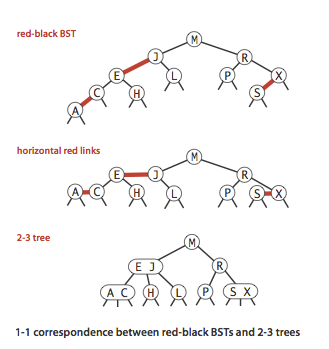 red-black BST
M
J R
E L P X
C H S
A
horizontal red links
M
E J R
A C H L P S X
2-3 tree
M
E J R
A C H L P S X
1-1 correspondence between red-black BSTs and 2-3 trees